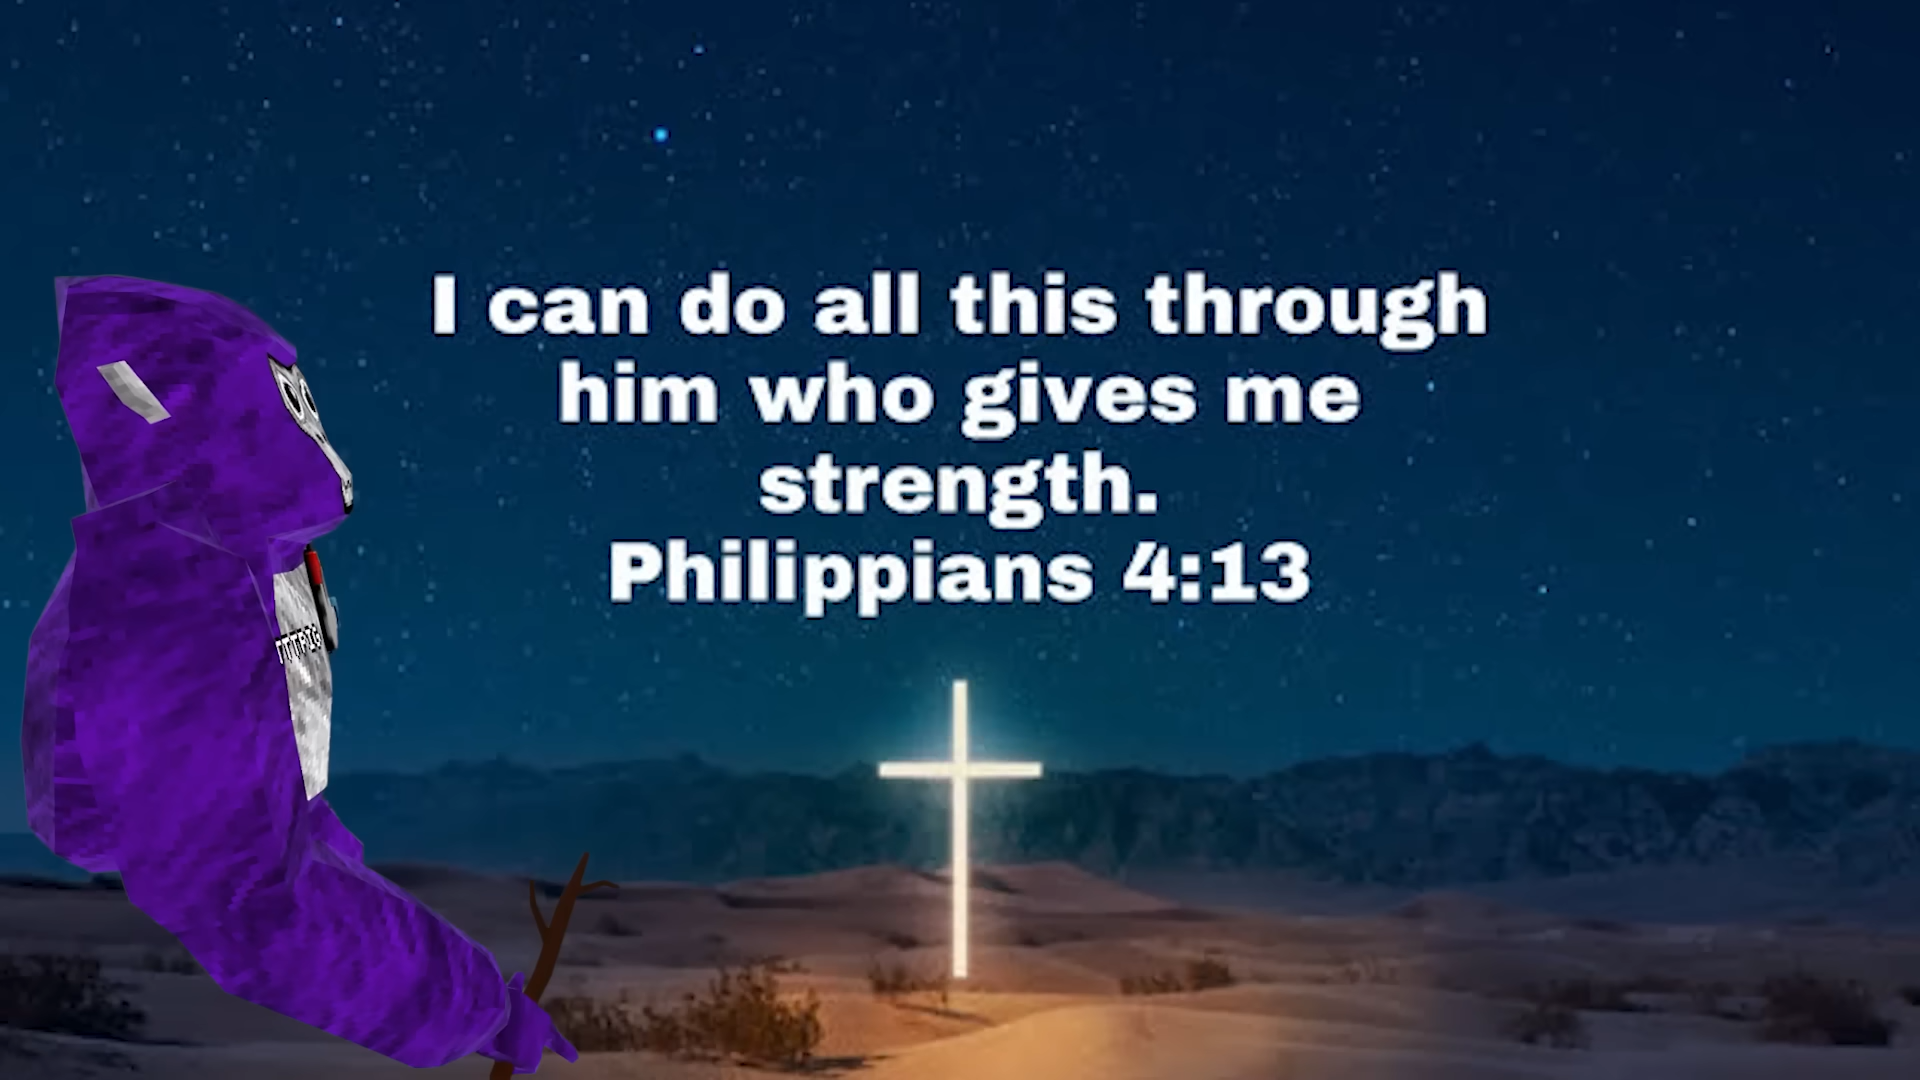 I can do all this through
him who gives me
strength.
Philippians 4:13